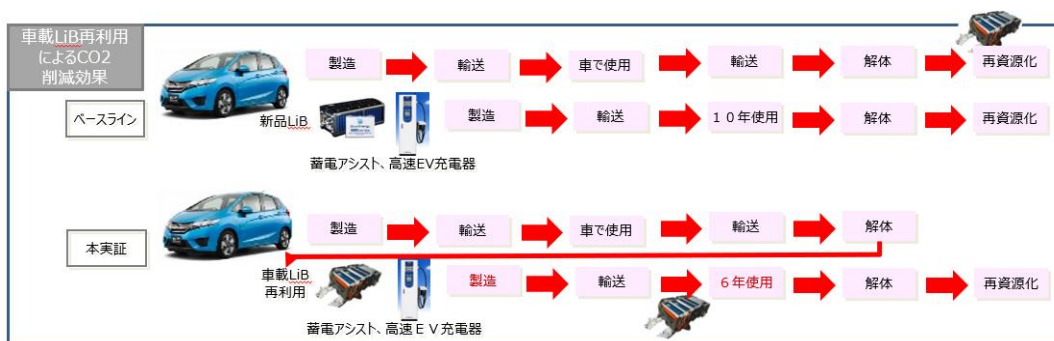 車載LiB再利用
によるCO2
削減効果
製造
輸送
車で使用
輸送
解体
再資源化
ベースライン
新品LiB
製造
輸送
１０年使用
解体
再資源化
蓄電アシスト、高速EV充電器
本実証
製造
輸送
車で使用
輸送
解体
車載LiB
再利用
製造
輸送
６年使用
解体
再資源化
蓄電アシスト、高速ＥＶ充電器